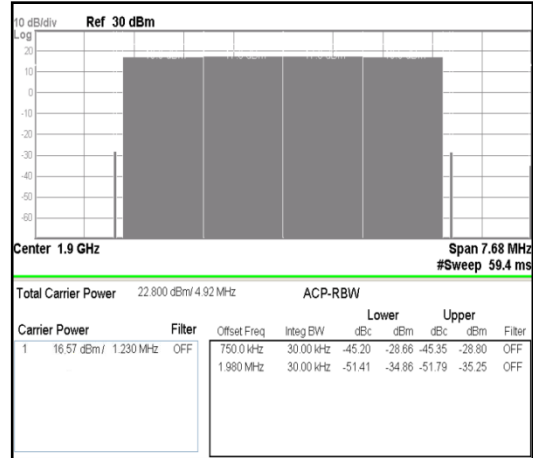 10 dB/div Ref 30 dBm
Log
20
10
0
-10
-20
-30
-40
-50
-60
Center 1.9 GHz Span 7.68 MHz
#Sweep 59.4 ms
Total Carrier Power 22.800 dBm/ 4.92 MHz ACP-RBW
Lower Upper
Carrier Power Filter Offset Freq Integ BW dBc dBm dBc dBm Filter
1 16.57 dBm / 1.230 MHz OFF 750.0 kHz 30.00 kHz -45.20 -28.66 -45.35 -28.80 OFF
1.980 MHz 30.00 kHz -51.41 -34.86 -51.79 -35.25 OFF